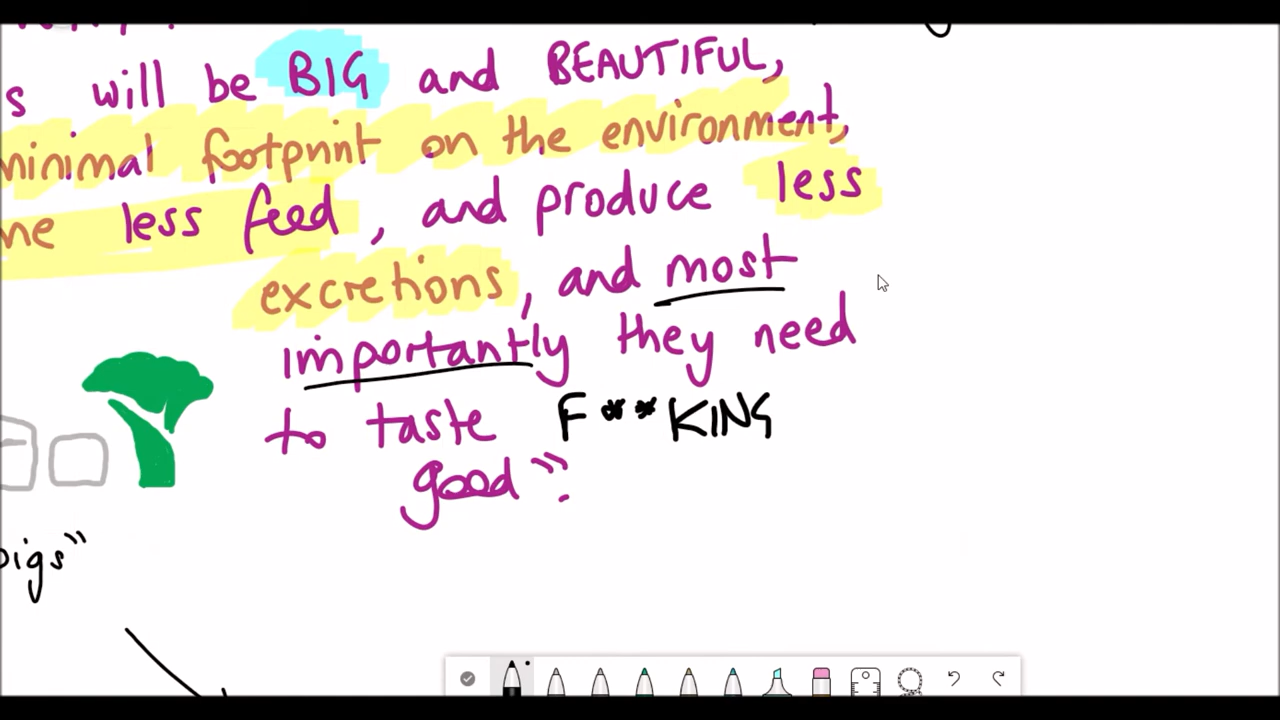 s will be BIG and BEAUTIFUL,
minimal footprint on the environment,
me less feed, and produce less
excretions, and most
importantly they need
to taste F**KING
good".
pigs"